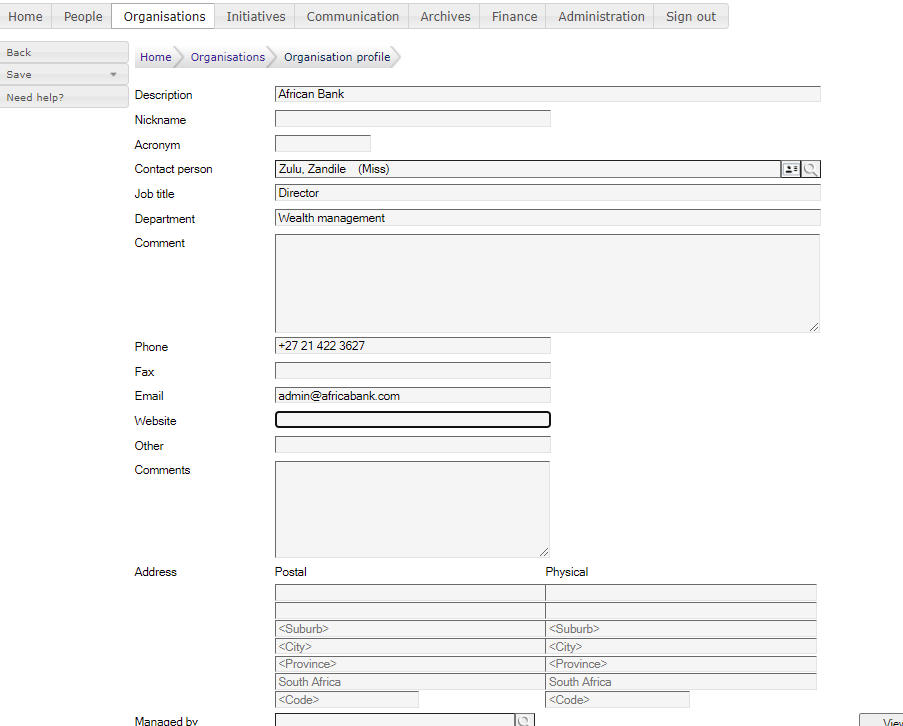 Home People Organisations Initiatives Communication Archives Finance Administration Sign out
Back
Save
Need help?
Home Organisations Organisation profile
Description African Bank
Nickname
Acronym
Contact person Zulu, Zandile (Miss)
Job title Director
Department Wealth management
Comment
Phone +27 21 422 3627
Fax
Email admin@africabank.com
Website
Other
Comments
Address Postal Physical
<Suburb> <Suburb>
<City> <City>
<Province> <Province>
South Africa South Africa
<Code> <Code>
Managed by